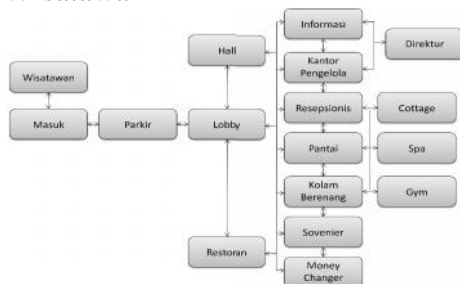 Informasi
Direktur
Hall
Kantor
Pengelola
Wisatawan
Resepsionis
Cottage
Masuk
Parkir
Lobby
Pantai
Spa
Kolam
Berenang
Gym
Sovenier
Restoran
Money
Changer